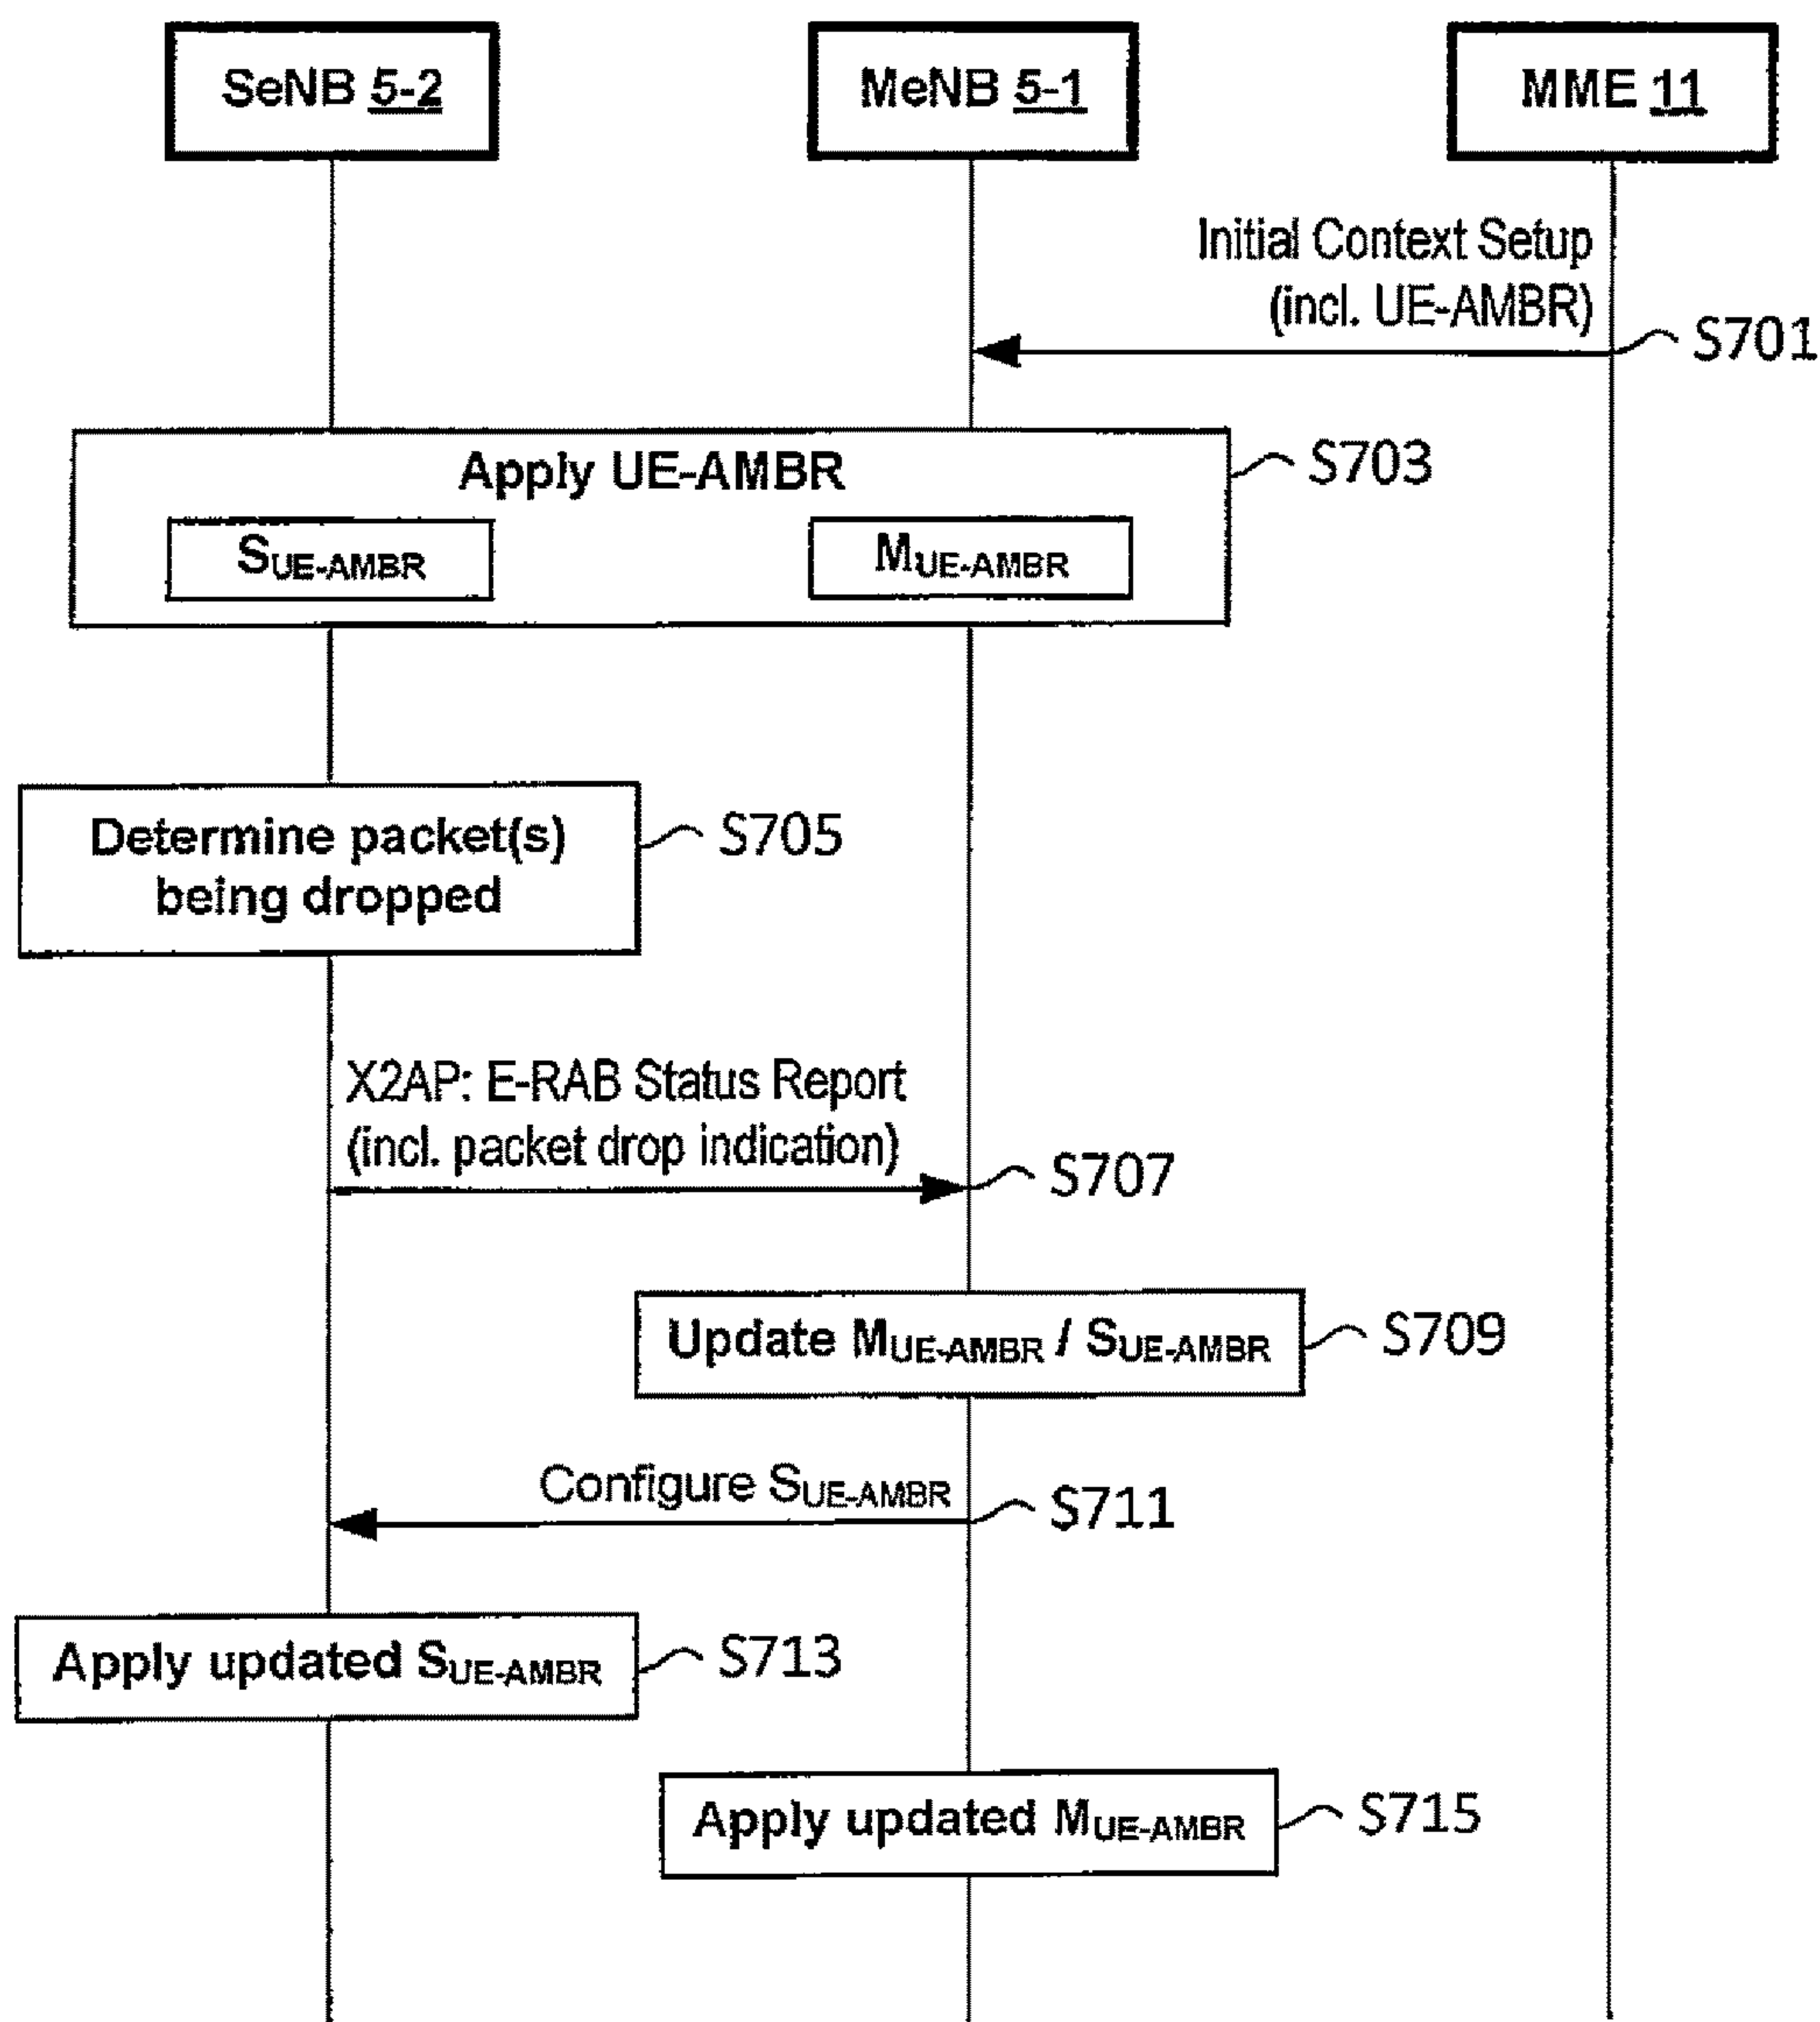 SeNB 5-2
MeNB 5-1
MME 11
Initial Context Setup
(incl. UE-AMBR)
S701
Apply UE-AMBR
S703
SUE-AMBR
MUE-AMBR
Determine packet(s)
being dropped
S705
X2AP: E-RAB Status Report
(incl. packet drop indication)
S707
Update MUE-AMBR / SUE-AMBR
S709
Configure SUE-AMBR
S711
Apply updated SUE-AMBR
S713
Apply updated MUE-AMBR
S715